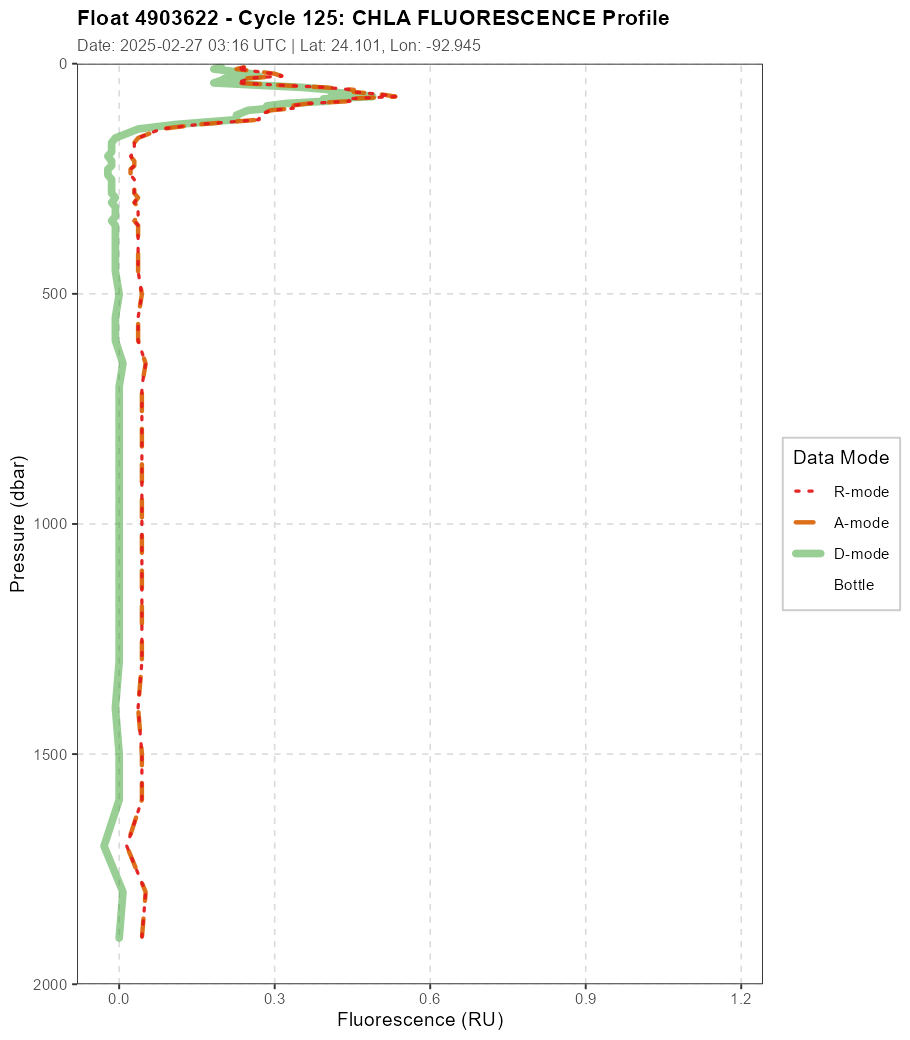 Float 4903622 - Cycle 125: CHLA FLUORESCENCE Profile
Date: 2025-02-27 03:16 UTC | Lat: 24.101, Lon: -92.945
0
500
1000
1500
2000
Pressure (dbar)
0.0
0.3
0.6
0.9
1.2
Fluorescence (RU)
Data Mode
R-mode
A-mode
D-mode
Bottle